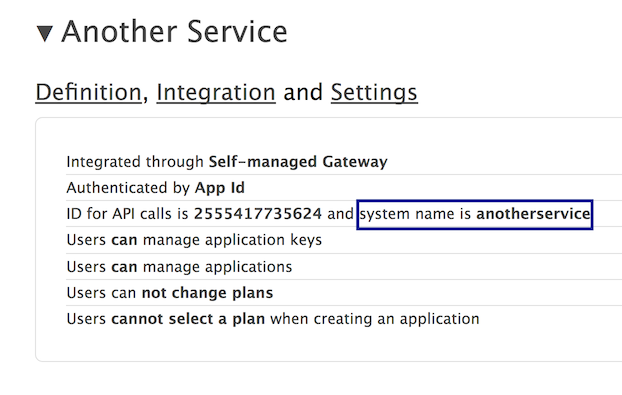 Another Service
Definition, Integration and Settings
Integrated through Self-managed Gateway
Authenticated by App Id
ID for API calls is 2555417735624 and system name is anotherservice
Users can manage application keys
Users can manage applications
Users can not change plans
Users cannot select a plan when creating an application